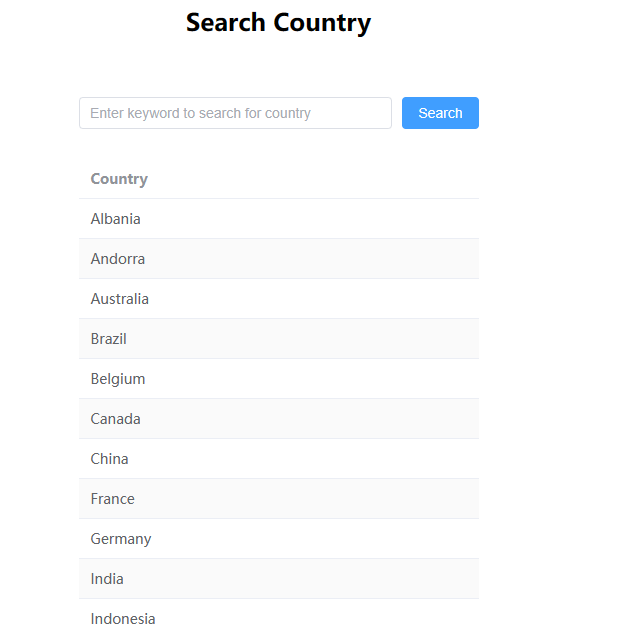 Search Country
Enter keyword to search for country Search
Country
Albania
Andorra
Australia
Brazil
Belgium
Canada
China
France
Germany
India
Indonesia